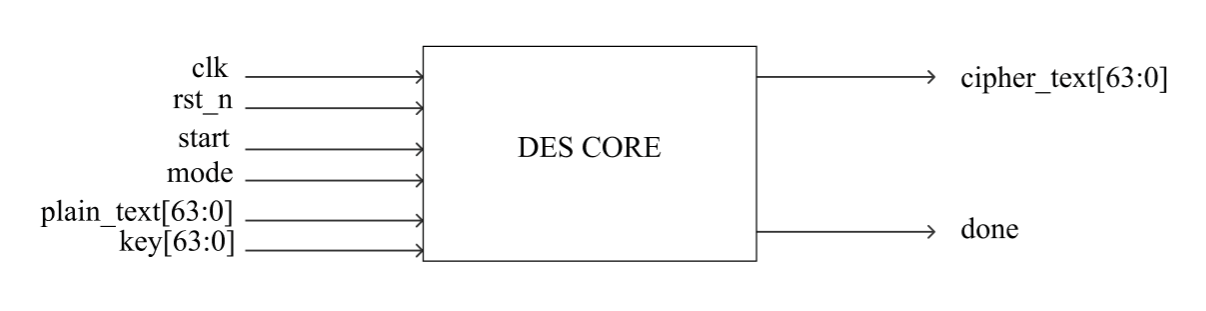 clk
rst_n
start
mode
plain_text[63:0]
key[63:0]
DES CORE
cipher_text[63:0]
done